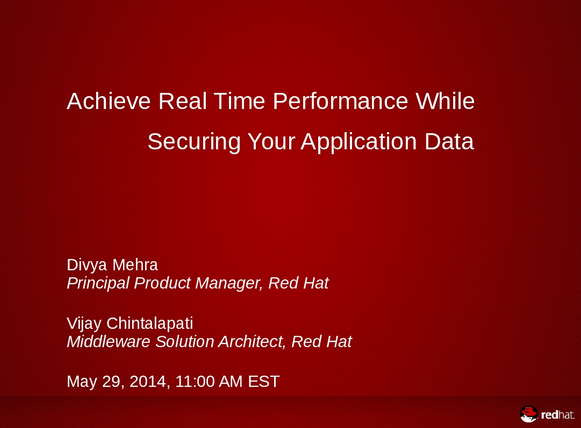 Achieve Real Time Performance While
Securing Your Application Data
Divya Mehra
Principal Product Manager, Red Hat
Vijay Chintalapati
Middleware Solution Architect, Red Hat
May 29, 2014, 11:00 AM EST
redhat.